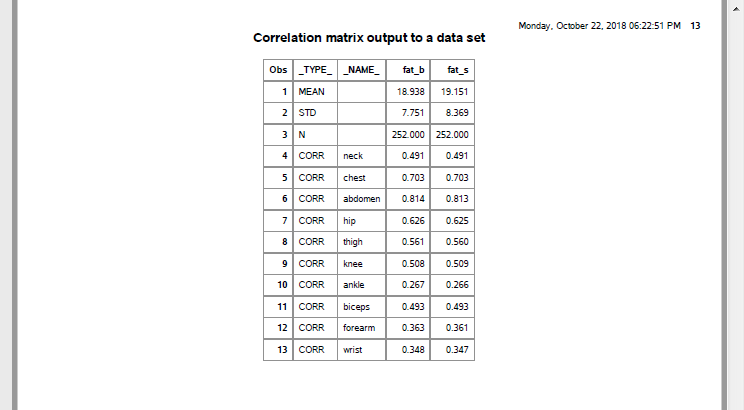 Monday, October 22, 2018 06:22:51 PM 13
Correlation matrix output to a data set
Obs _TYPE_ _NAME_ fat_b fat_s
1 MEAN 18.938 19.151
2 STD 7.751 8.369
3 N 252.000 252.000
4 CORR neck 0.491 0.491
5 CORR chest 0.703 0.703
6 CORR abdomen 0.814 0.813
7 CORR hip 0.626 0.625
8 CORR thigh 0.561 0.560
9 CORR knee 0.508 0.509
10 CORR ankle 0.267 0.266
11 CORR biceps 0.493 0.493
12 CORR forearm 0.363 0.361
13 CORR wrist 0.348 0.347